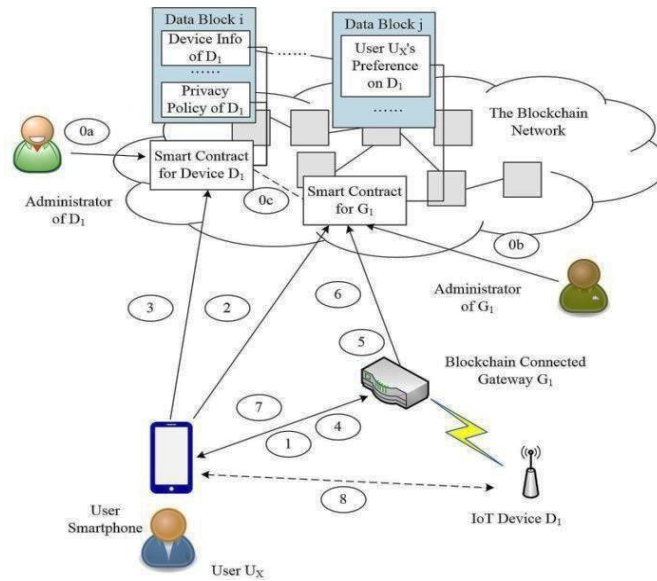 Data Block i
Device Info
of D₁
......
Privacy
Policy of D₁
......
Data Block j
User Uₓ's
Preference
on D₁
......
The Blockchain
Network
0a
Smart Contract
for Device D₁
0c
Smart Contract
for G₁
Administrator
of D₁
0b
Administrator
of G₁
3
2
6
5
Blockchain Connected
Gateway G₁
7
4
1
8
User
Smartphone
IoT Device D₁
User Uₓ